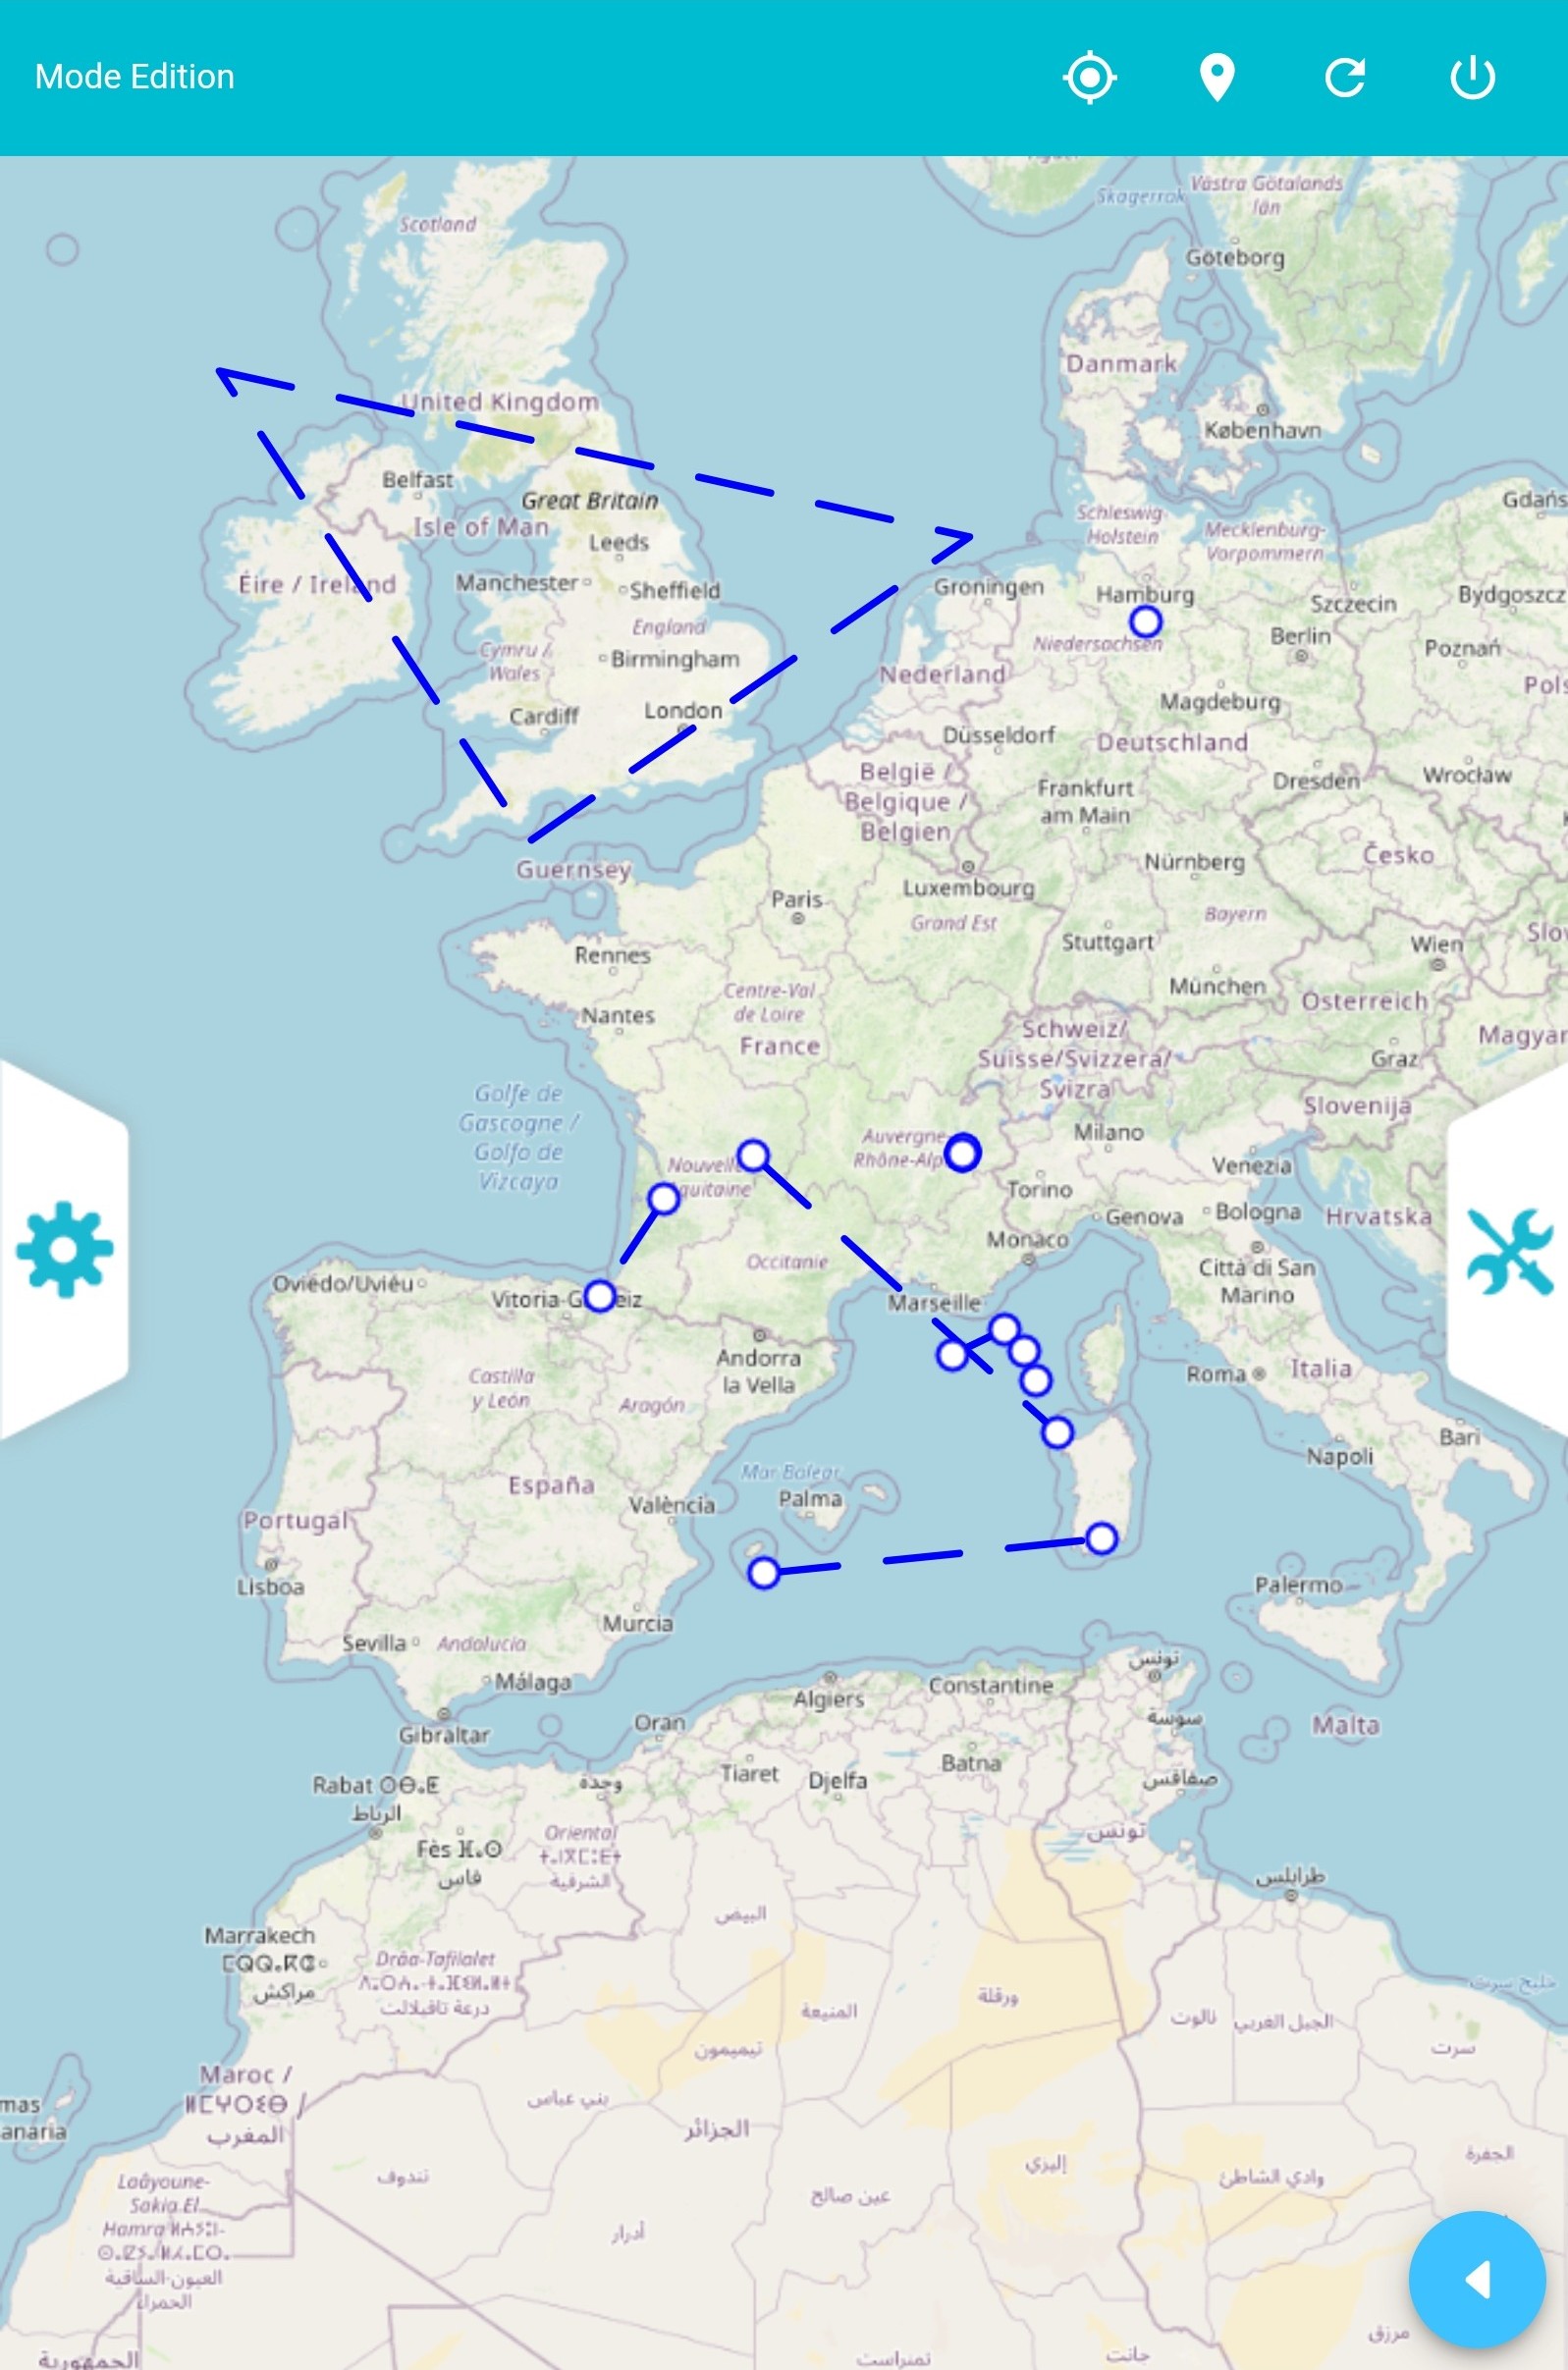 Mode Edition
Skagerrak
Västra Götalands
län
Scotland
Göteborg
Danmark
United Kingdom
København
Belfast
Great Britain
Gdańs
Isle of Man
Schleswig-
Holstein
Mecklenburg-
Vorpommern
Leeds
Éire / Ireland
Manchester
Sheffield
Groningen
Hamburg
Szczecin
Bydgoszcz
England
Niedersachsen
Berlin
Poznań
Cymru /
Wales
Birmingham
Nederland
Pols
Cardiff
London
Magdeburg
Düsseldorf
Deutschland
België /
Belgique /
Belgien
Frankfurt
am Main
Dresden
Wrocław
Guernsey
Luxembourg
Nürnberg
Česko
Paris
Grand Est
Bayern
Rennes
Stuttgart
Wien
Slov
Centre-Val
de Loire
München
Österreich
Nantes
France
Schweiz/
Suisse/Svizzera/
Svizra
Magyar
Graz
Golfe de
Gascogne /
Golfo de
Vizcaya
Slovenija
Auvergne-
Rhône-Alp
Milano
Nouvelle
quitaine
Venezia
Torino
Genova
Bologna
Hrvatska
Monaco
Occitanie
Città di San
Marino
Oviedo/Uviéu
Vitoria-G eiz
Marseille
Andorra
la Vella
Roma
Italia
Castilla
y León
Aragón
Bari
Napoli
Mar Balear
España
València
Palma
Portugal
Lisboa
Palermo
Murcia
Sevilla
Andalucía
Málaga
تونس
Algiers
Constantine
Gibraltar
Oran
سوسة
Malta
Rabat ⵔⴱⴰⵟ
الرباط
وجدة
Tiaret
Djelfa
Batna
صفاقس
Fès ⴼⴰⵙ
فاس
Oriental
الشرقية
تونس
طرابلس
البيض
Marrakech
مراكش
Drâa-Tafilalet
درعة تافيلالت
المنيعة
ورقلة
نالوت
الجبل الغربي
خليج سرت
تيميمون
سرت
Maroc /
المغرب
mas
anaria
بني عباس
الجزائر
تندوف
إليزي
وادي الشاطئ
الجفرة
Laâyoune-
Sakia El
Hamra
العيون-الساقية
الحمراء
عين صالح
أدرار
مرزق
جانت
تمنراست
الجمهورية